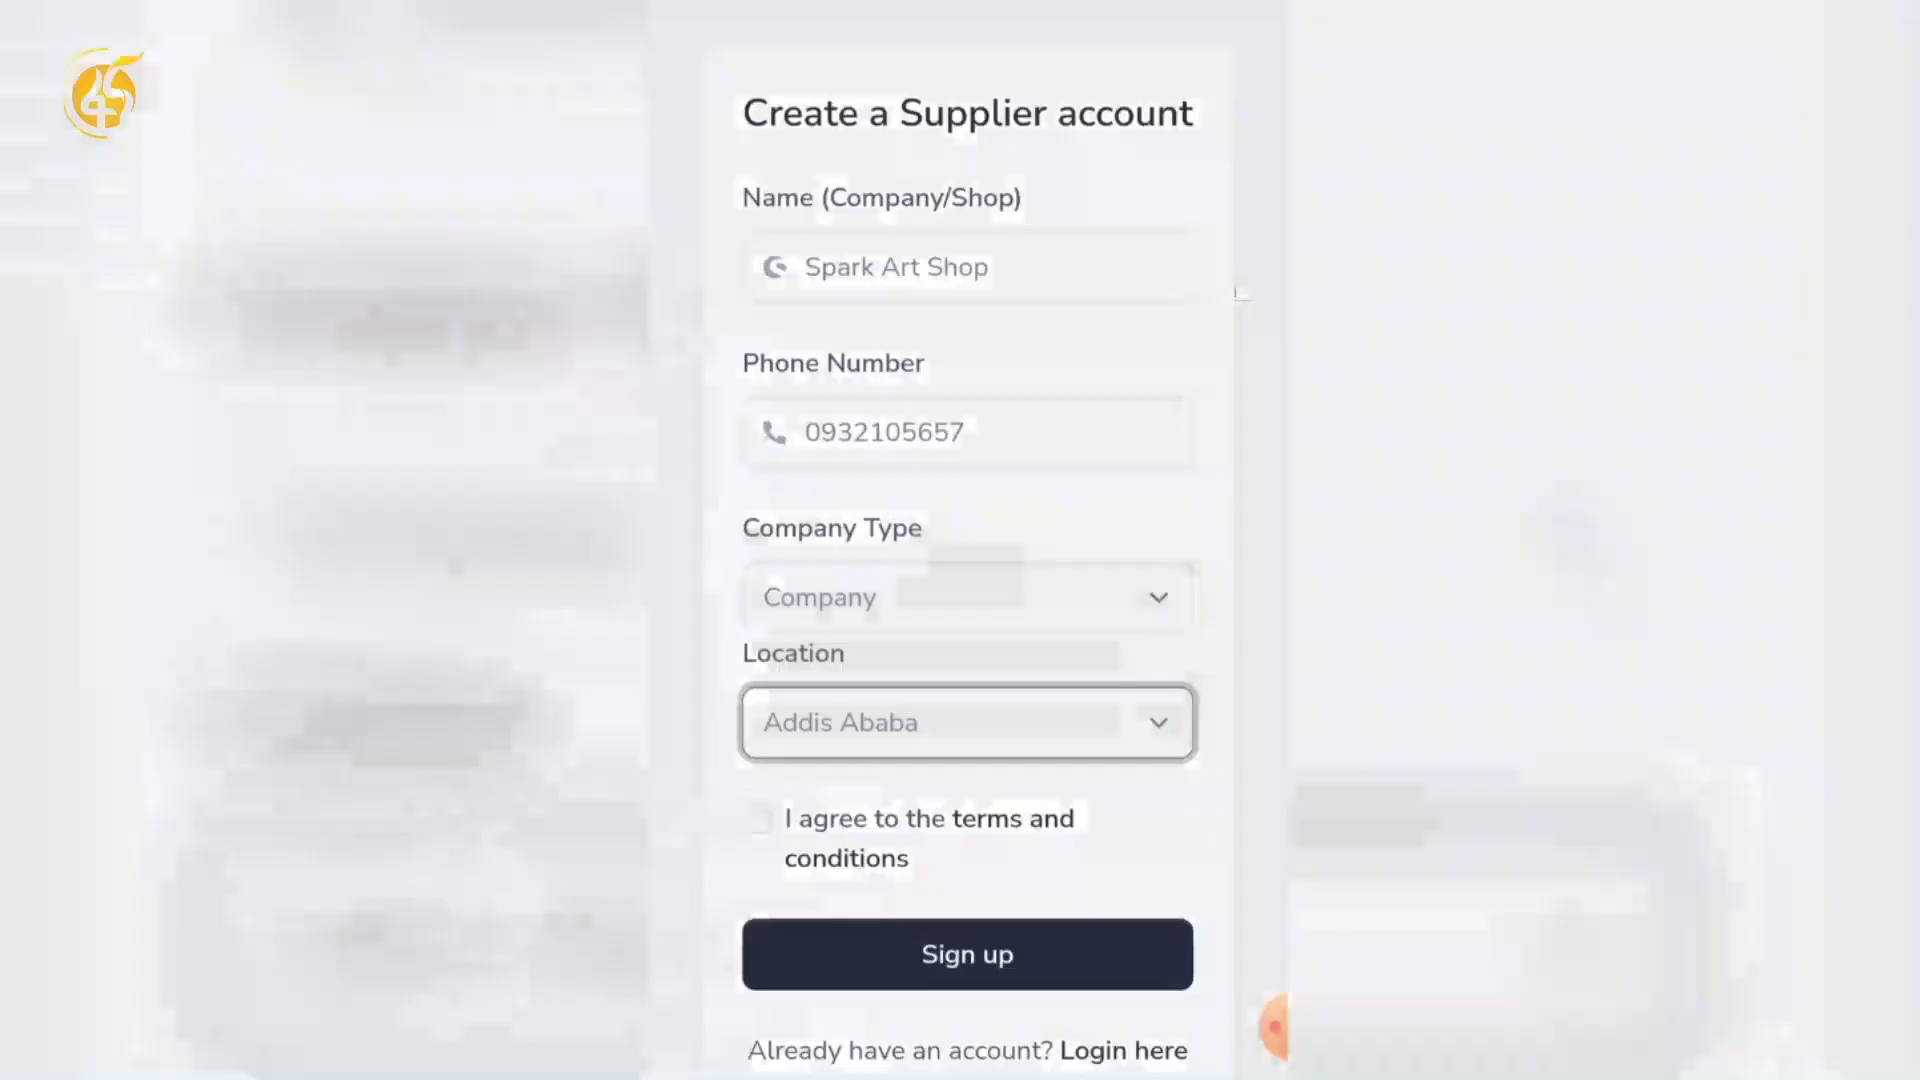 Create a Supplier account
Name (Company/Shop)
Spark Art Shop
Phone Number
0932105657
Company Type
Company
Location
Addis Ababa
I agree to the terms and
conditions
Sign up
Already have an account? Login here